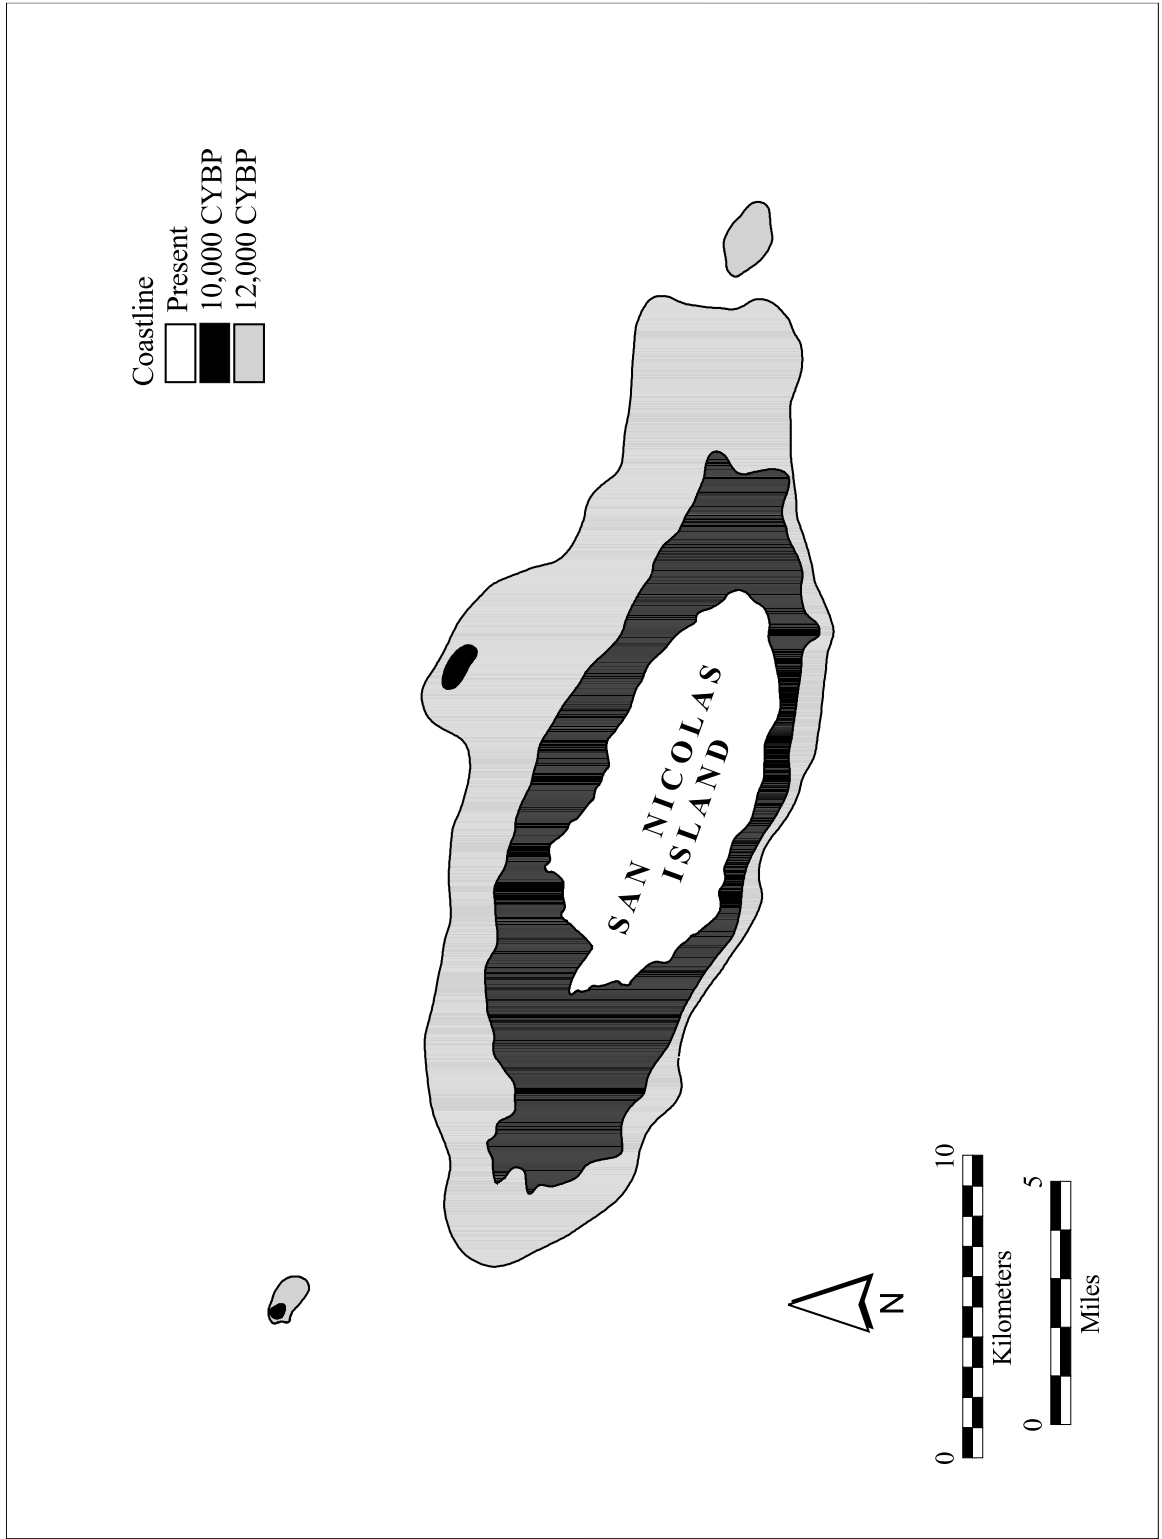 Coastline
Present
10,000 CYBP
12,000 CYBP
SAN NICOLAS
ISLAND
N
0 10
Kilometers
0 5
Miles